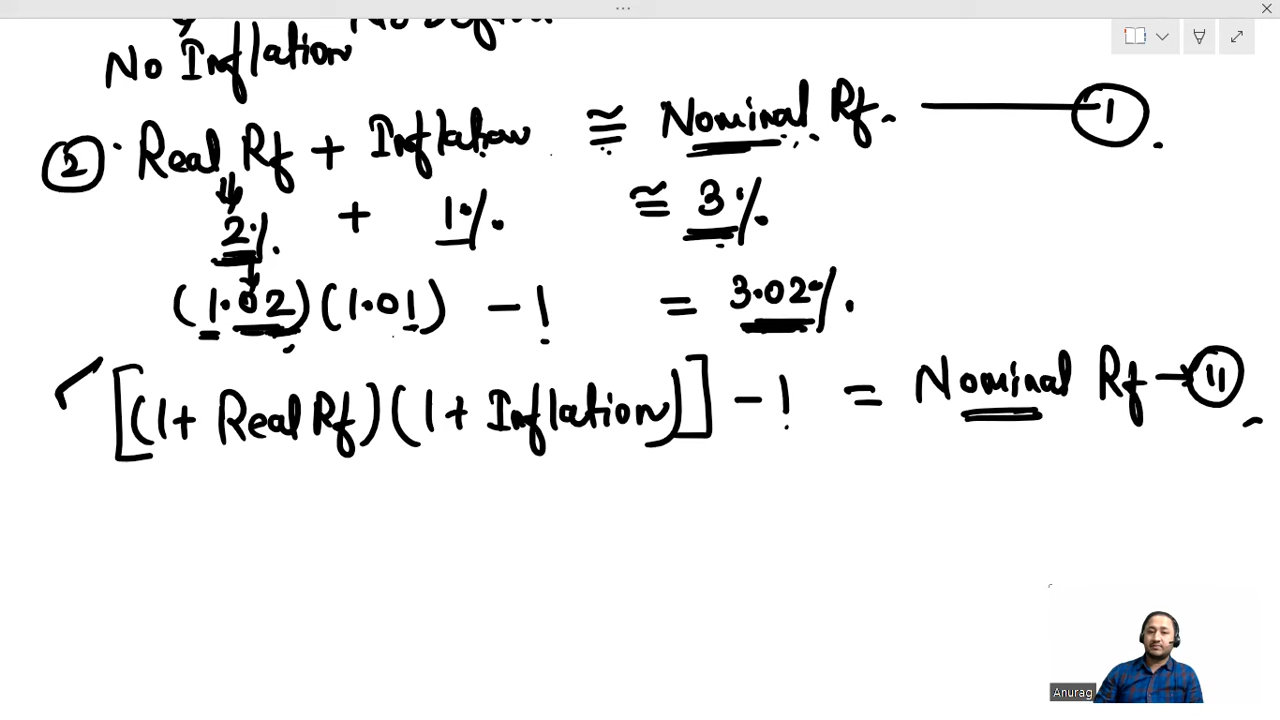 No Inflation
② Real Rf + Inflation ≅ Nominal Rf. ①
2% + 1% ≅ 3%
(1.02)(1.01) - 1 = 3.02%
[(1+ Real Rf)(1+ Inflation)] - 1 = Nominal Rf → ⑪
Anurag